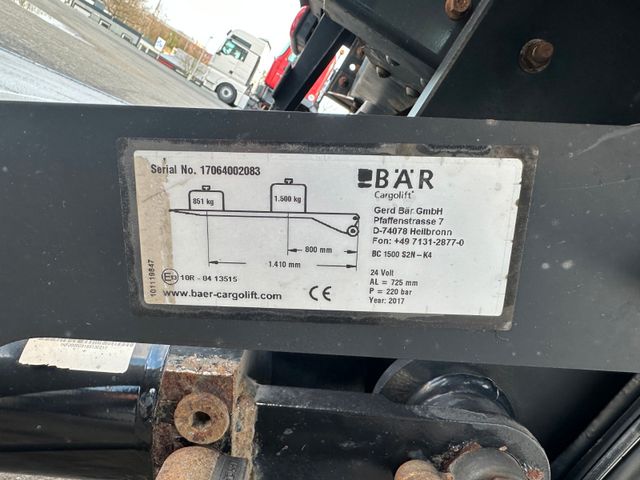 Serial No. 17064002083
851 kg
1.500 kg
800 mm
1.410 mm
10R - 04 13515
www.baer-cargolift.com
CE
101119847
BÄR
Cargolift
Gerd Bär GmbH
Pfaffenstrasse 7
D-74078 Heilbronn
Fon: +49 7131-2877-0
BC 1500 S2N - K4
24 Volt
AL = 725 mm
P = 220 bar
Year: 2017